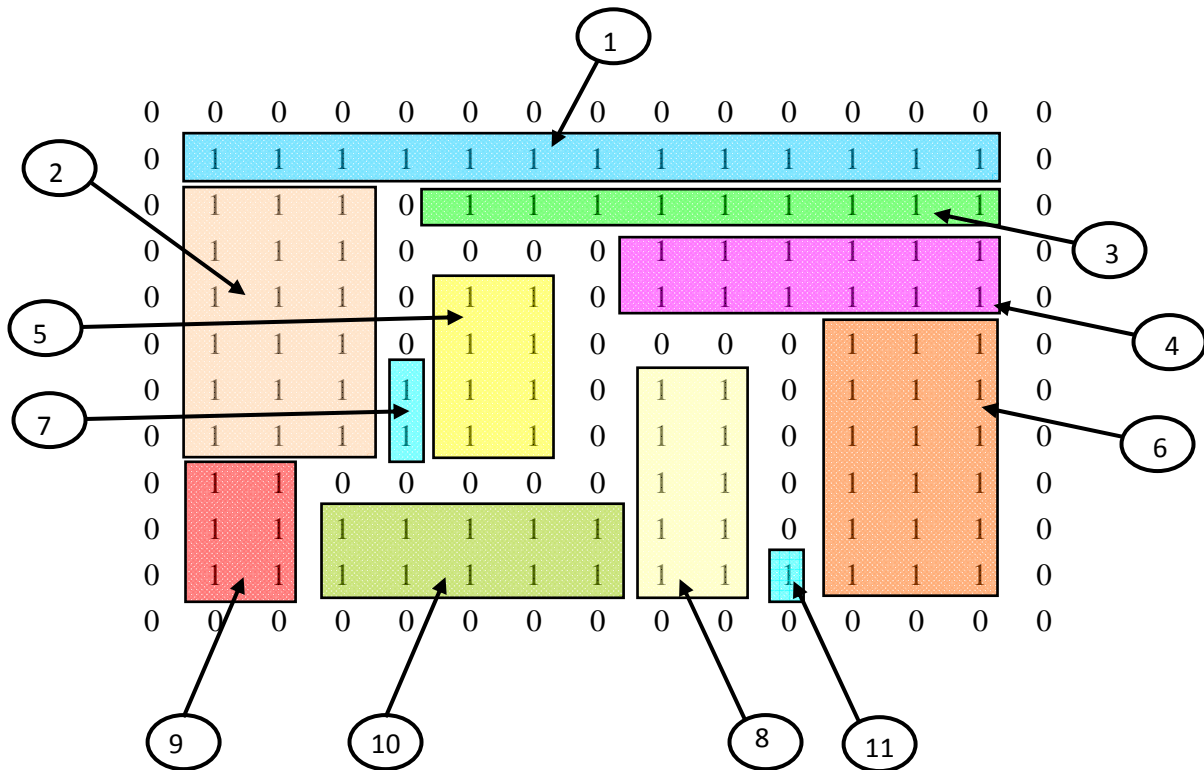 1
0 0 0 0 0 0 0 0 0 0 0 0 0 0 0
0 1 1 1 1 1 1 1 1 1 1 1 1 1 0
2
0 1 1 1 0 1 1 1 1 1 1 1 1 1 0
0 1 1 1 0 0 0 0 1 1 1 1 1 1 0
3
0 1 1 1 0 1 1 0 1 1 1 1 1 1 0
5
0 1 1 1 0 1 1 0 0 0 0 1 1 1 0
4
0 1 1 1 1 1 1 0 1 1 0 1 1 1 0
7
0 1 1 1 1 1 1 0 1 1 0 1 1 1 0
6
0 1 1 0 0 0 0 0 1 1 0 1 1 1 0
0 1 1 1 1 1 1 1 1 1 0 1 1 1 0
0 1 1 1 1 1 1 1 1 1 1 1 1 1 0
0 0 0 0 0 0 0 0 0 0 0 0 0 0 0
9 10 8 11